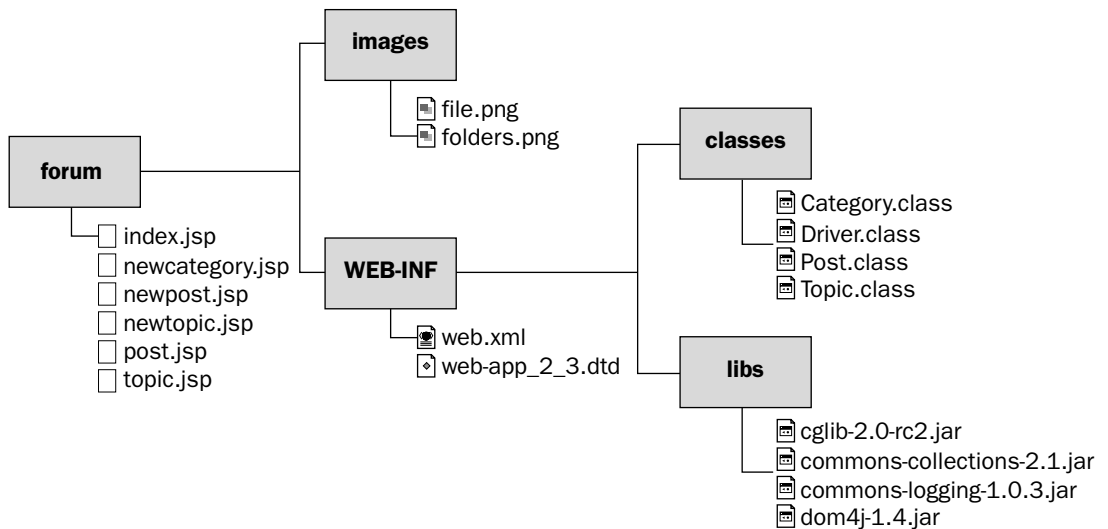 images
file.png
folders.png
forum
index.jsp
newcategory.jsp
newpost.jsp
newtopic.jsp
post.jsp
topic.jsp
WEB-INF
web.xml
web-app_2_3.dtd
classes
Category.class
Driver.class
Post.class
Topic.class
libs
cglib-2.0-rc2.jar
commons-collections-2.1.jar
commons-logging-1.0.3.jar
dom4j-1.4.jar